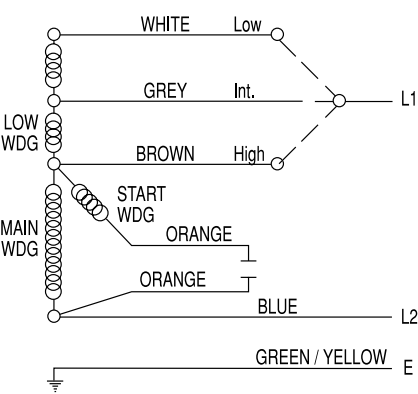 WHITE Low
GREY Int. L1
LOW
WDG
BROWN High
START
WDG
MAIN
WDG
ORANGE
ORANGE
BLUE L2
GREEN / YELLOW E